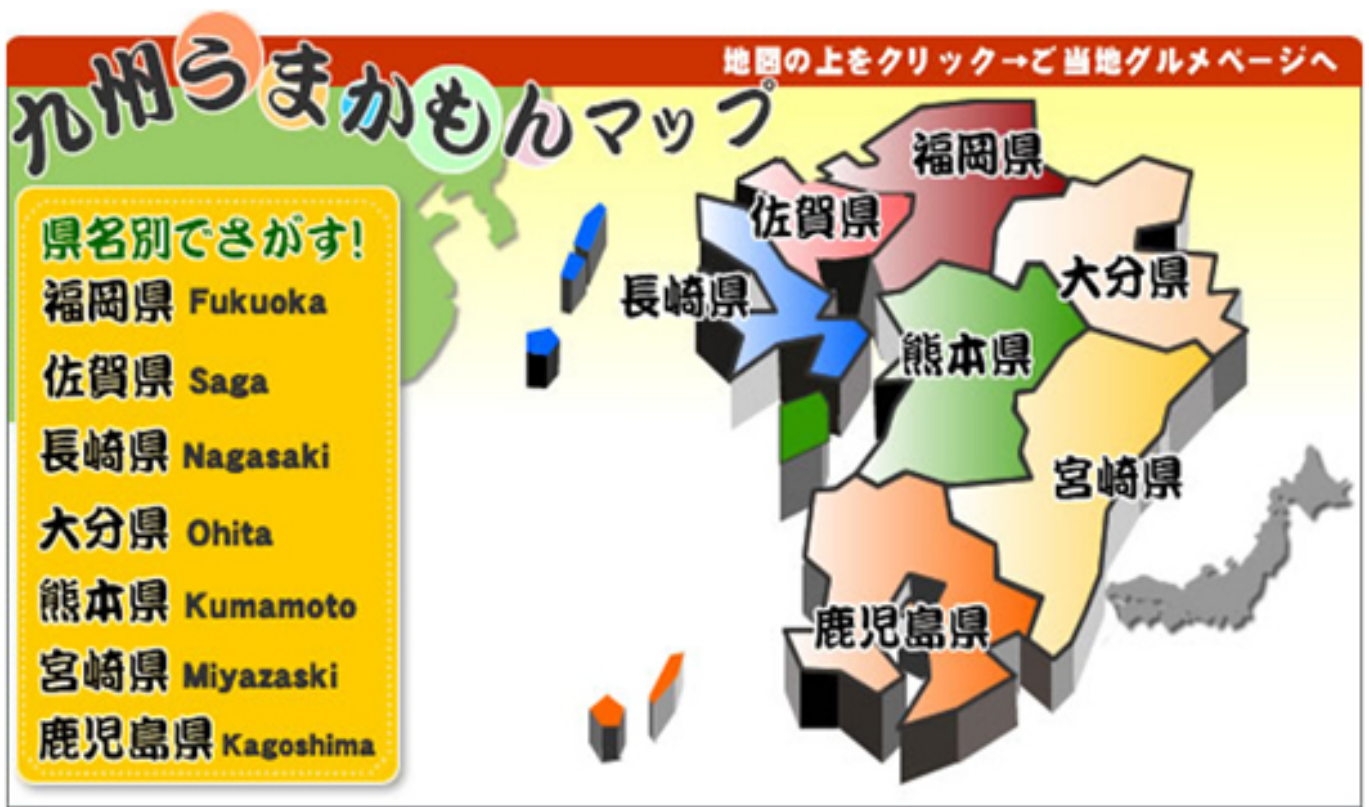 九州うまかもんマップ
地図の上をクリック→ご当地グルメページへ
県名別でさがす!
福岡県 Fukuoka
佐賀県 Saga
長崎県 Nagasaki
大分県 Ohita
熊本県 Kumamoto
宮崎県 Miyazaski
鹿児島県 Kagoshima
福岡県
佐賀県
大分県
長崎県
熊本県
宮崎県
鹿児島県